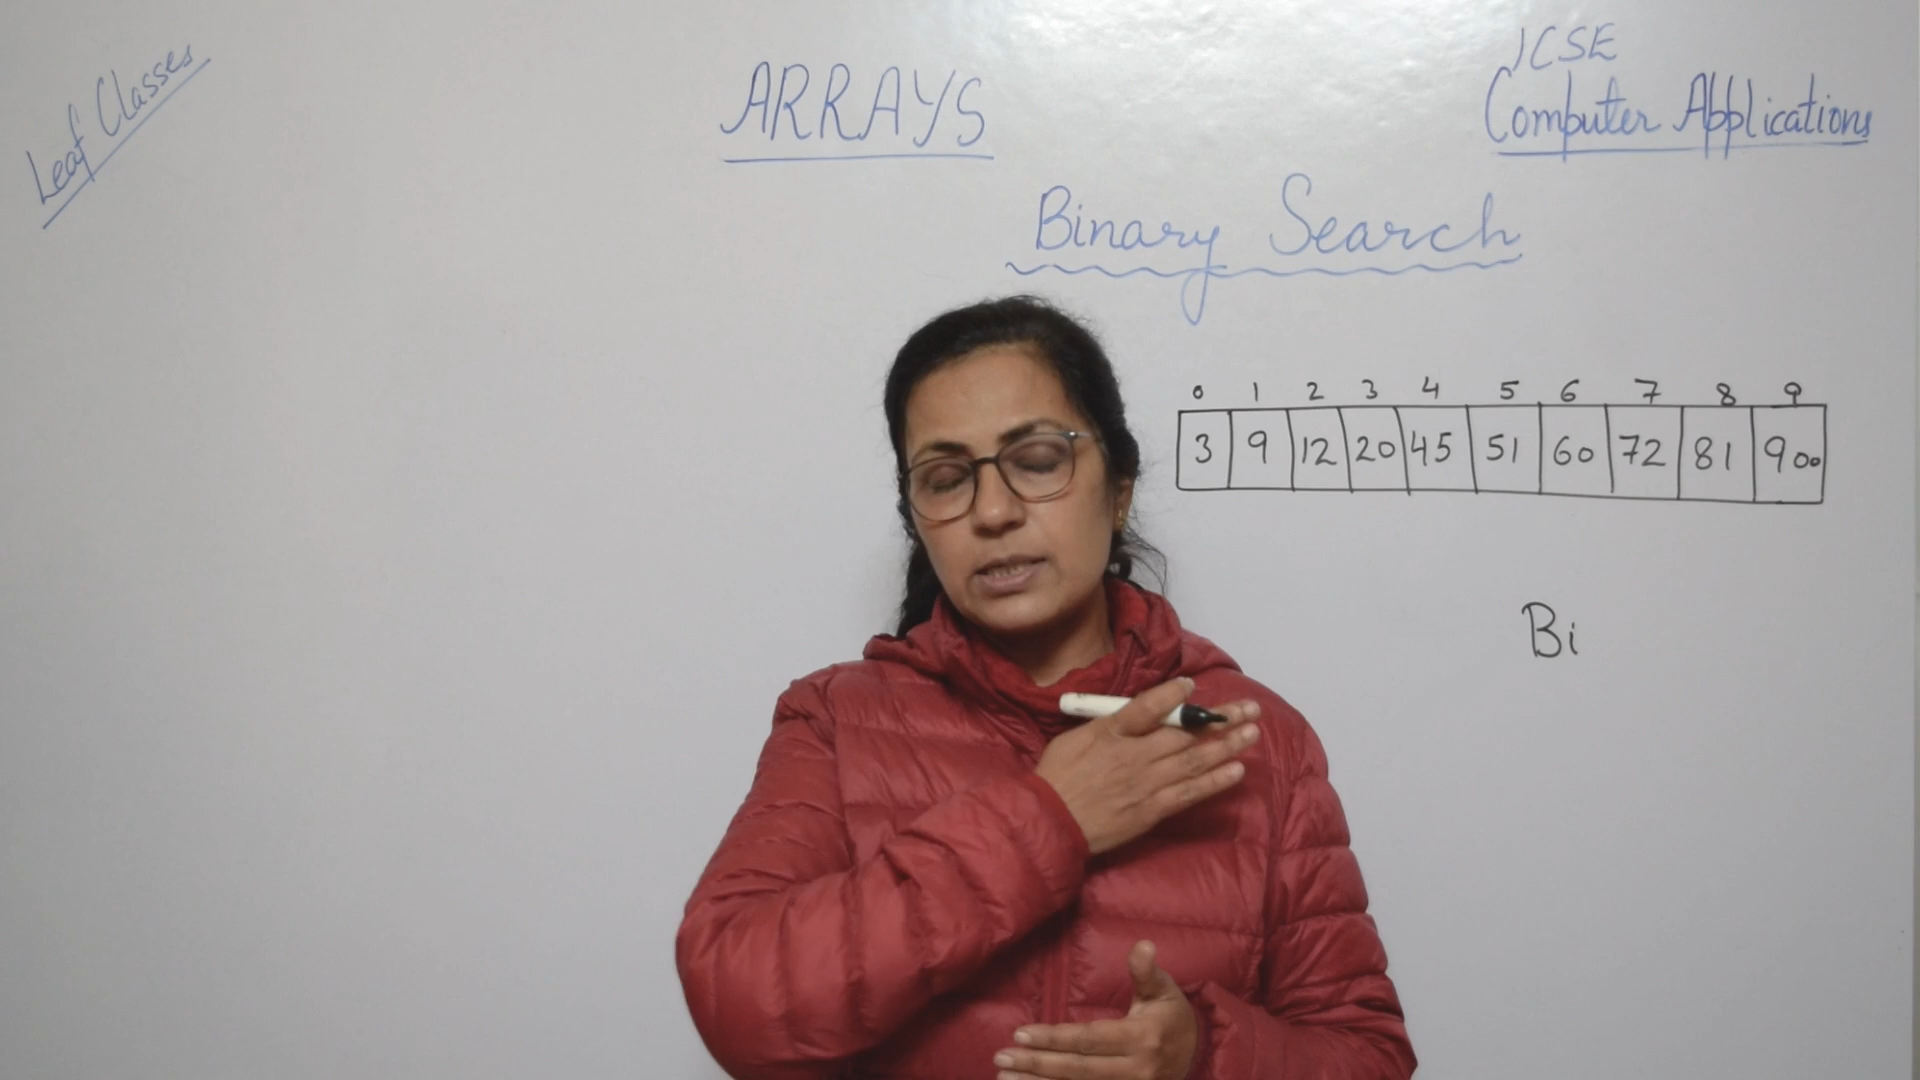 Leaf Classes
ARRAYS
ICSE
Computer Applications
Binary Search
0 1 2 3 4 5 6 7 8 9
3 9 12 20 45 51 60 72 81 900
Bi